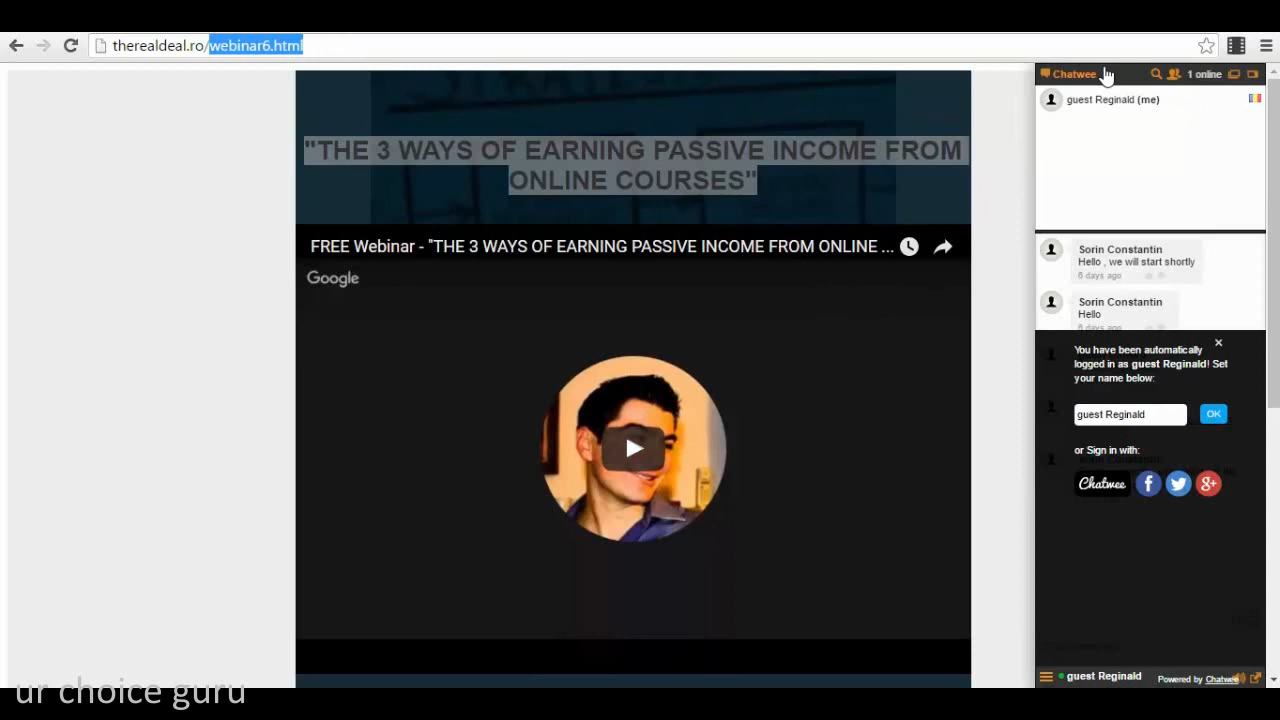 therealdeal.ro/webinar6.html
Chatwee
1 online
guest Reginald (me)
"THE 3 WAYS OF EARNING PASSIVE INCOME FROM
ONLINE COURSES"
FREE Webinar - "THE 3 WAYS OF EARNING PASSIVE INCOME FROM ONLINE ...
Google
Sorin Constantin
Hello , we will start shortly
6 days ago
Sorin Constantin
Hello
6 days ago
You have been automatically
logged in as guest Reginald! Set
your name below:
guest Reginald
OK
or Sign in with:
Chatwee
guest Reginald
Powered by Chatwee
ur choice guru